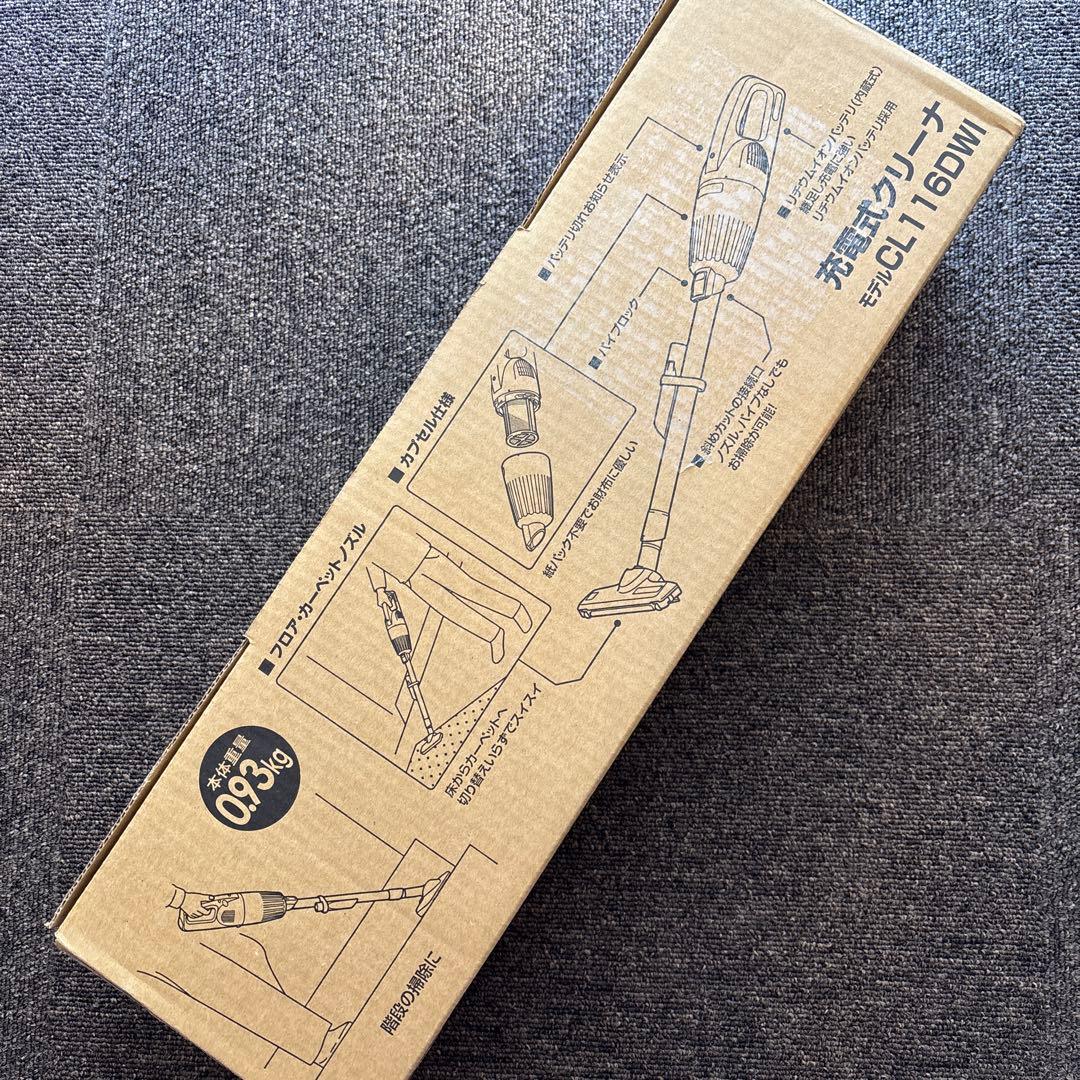 充電式クリーナ
モデルCL116DWI
■ リチウムイオンバッテリ(内蔵式)
継足し充電に強い
リチウムイオンバッテリ採用
■ バッテリ切れお知らせ表示
■ パイプロック
■ 斜めカットの接続口
ノズル、パイプなしでも
お掃除が可能!
■ カプセル仕様
紙パック不要でお財布に優しい
■ フロア・カーペットノズル
床からカーペットへ
切り替えいらずでスイスイ
本体重量
0.93kg
階段の掃除に